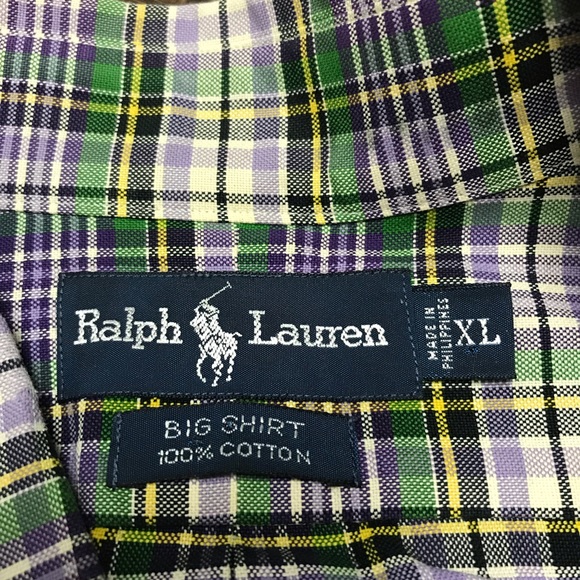 Ralph Lauren
MADE IN
PHILIPPINES
XL
BIG SHIRT
100% COTTON